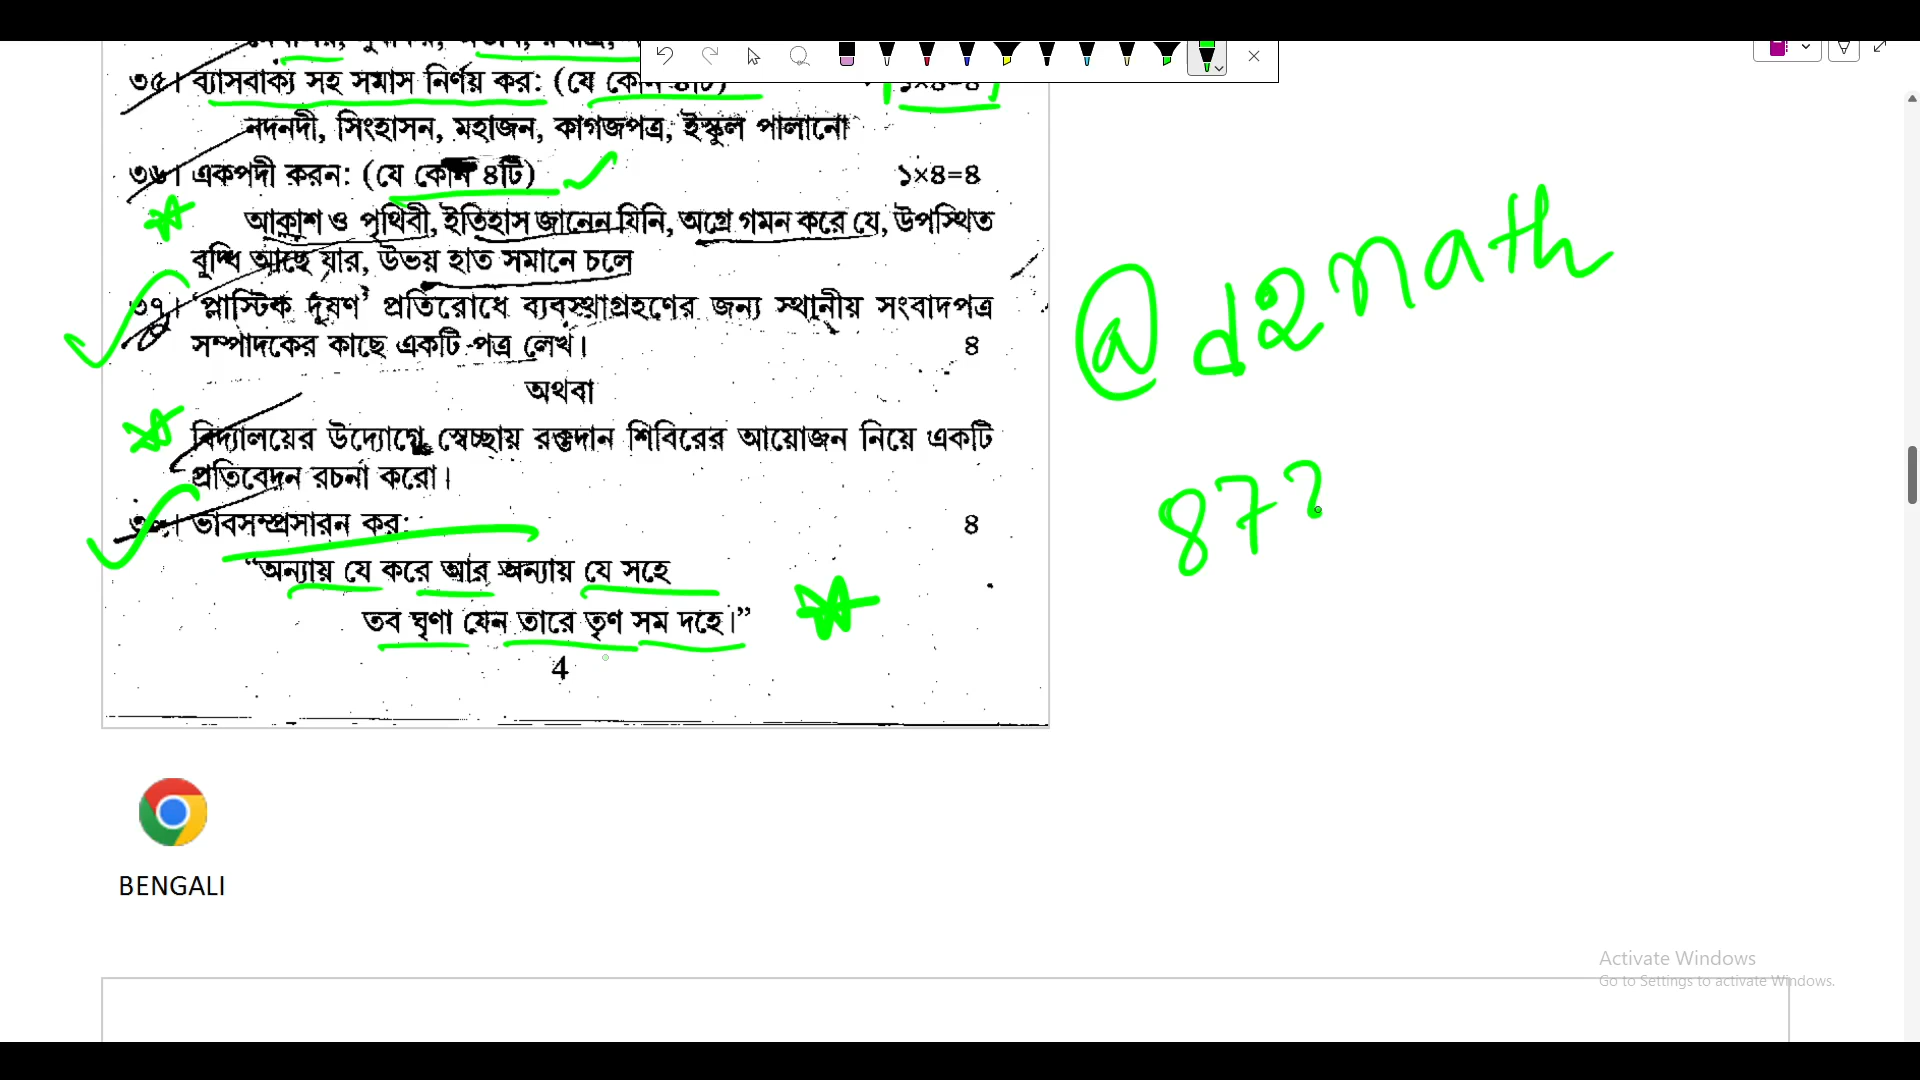 ৩৫। ব্যাসবাক্য সহ সমাস নির্ণয় কর: (যে কোন ৪টি) ১×৪=৪
নদনদী, সিংহাসন, মহাজন, কাগজপত্র, ইস্কুল পালানো
৩৬। একপদী করন: (যে কোন ৪টি) ১×৪=৪
আকাশ ও পৃথিবী, ইতিহাস জানেন যিনি, অগ্রে গমন করে যে, উপস্থিত
বুদ্ধি আছে যার, উভয় হাত সমানে চলে
৩৭। 'প্লাস্টিক দূষণ' প্রতিরোধে ব্যবস্থাগ্রহণের জন্য স্থানীয় সংবাদপত্র
সম্পাদকের কাছে একটি পত্র লেখ। ৪
অথবা
বিদ্যালয়ের উদ্যোগে স্বেচ্ছায় রক্তদান শিবিরের আয়োজন নিয়ে একটি
প্রতিবেদন রচনা করো।
ভাবসম্প্রসারন কর: ৪
“অন্যায় যে করে আর অন্যায় যে সহে
তব ঘৃণা যেন তারে তৃণ সম দহে।”
4
@d2math
87?
BENGALI
Activate Windows
Go to Settings to activate Windows.